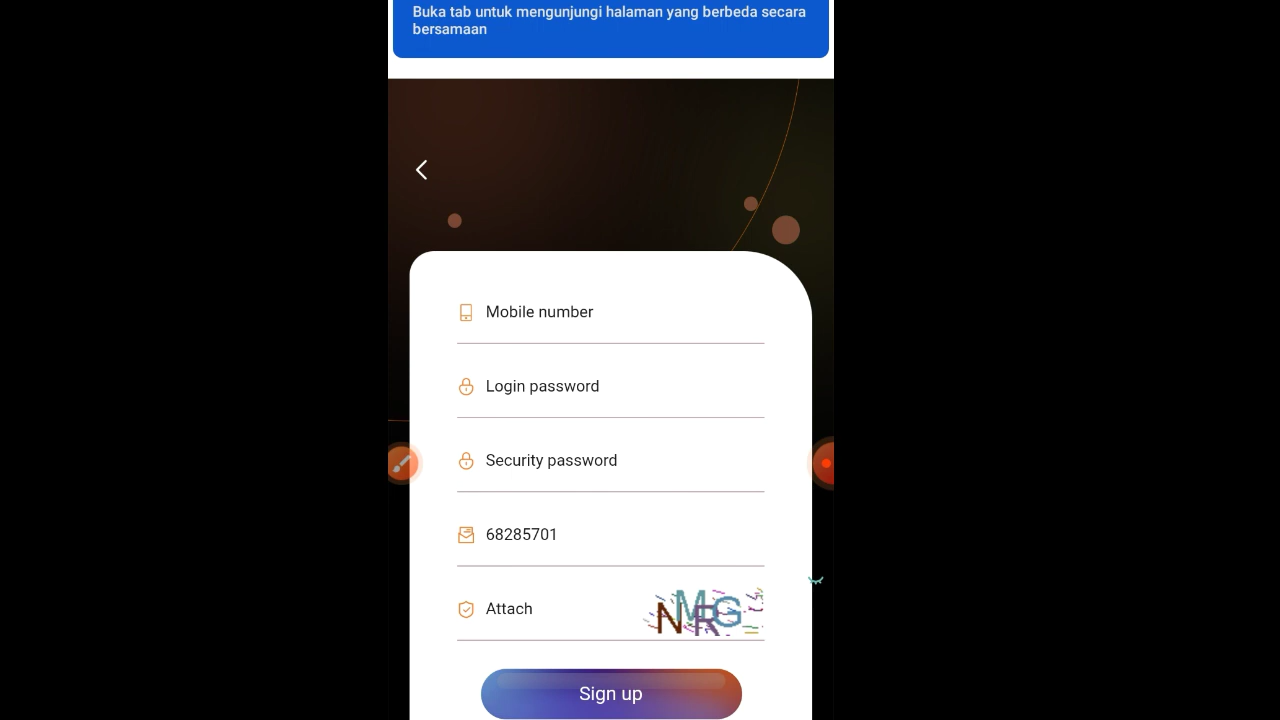 Buka tab untuk mengunjungi halaman yang berbeda secara
bersamaan
Mobile number
Login password
Security password
68285701
Attach
NMRG
Sign up